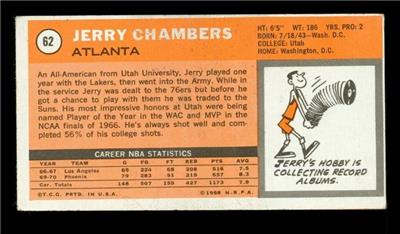 62
JERRY CHAMBERS
ATLANTA
HT: 6'5" WT: 186 YRS. PRO: 2
BORN: 7/18/43-Wash. D.C.
COLLEGE: Utah
HOME: Washington, D.C.
An All-American from Utah University, Jerry played one
year with the Lakers, then went into the Army. While in
the service Jerry was dealt to the 76ers but before he
got a chance to play with them he was traded to the
Suns. His most impressive honors at Utah were being
named Player of the Year in the WAC and MVP in the
NCAA finals of 1966. He's always shot well and com-
pleted 56% of his college shots.
CAREER NBA STATISTICS
YEAR G FG FT REB. PTS. AVG.
66-67 Los Angeles 69 224 68 208 516 7.5
69-70 Phoenix 79 283 91 219 657 8.3
Car. Totals 148 507 159 427 1173 7.9
©T.C.G. PRTD. IN U.S.A. ©1968 N.B.P.A.
JERRY'S HOBBY IS
COLLECTING RECORD
ALBUMS.